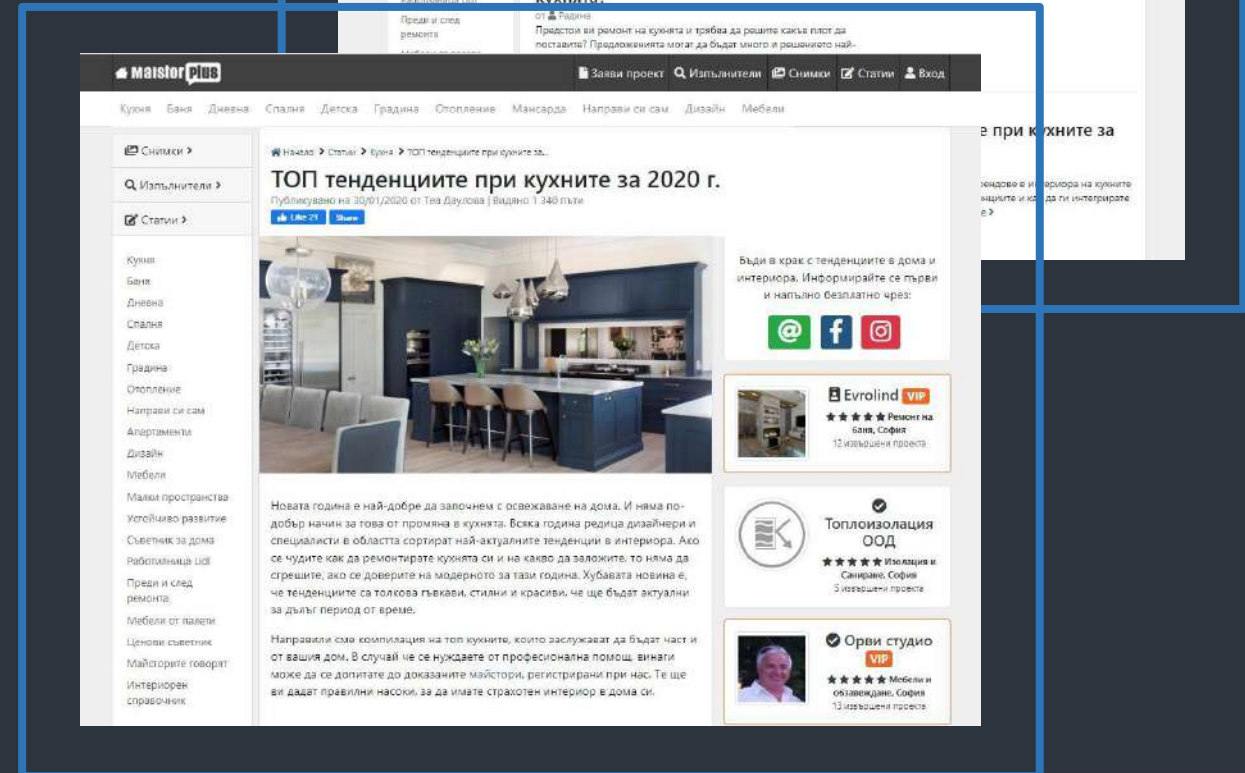 от Радина
Преди и след
ремонта
Предстои ви ремонт на кухнята и трябва да решите какъв плот да
поставите? Предложенията могат да бъдат много и решението най-
Maistor Plus
Заяви проект Изпълнители Снимки Статии Вход
Кухня Баня Дневна Спалня Детска Градина Отопление Мансарда Направи си сам Дизайн Мебели
е при кухните за
Снимки
Изпълнители
Статии
Начало Статии Кухня ТОП тенденциите при кухните за...
ТОП тенденциите при кухните за 2020 г.
Публикувано на 30/01/2020 от Теа Даулова | Видяно 1 340 пъти
Like 21 Share
Кухня
Баня
Дневна
Спалня
Детска
Градина
Отопление
Направи си сам
Апартаменти
Дизайн
Мебели
Малки пространства
Устойчиво развитие
Съветник за дома
Работилница Lidl
Преди и след
ремонта
Мебели от палети
Ценови съветник
Майсторите говорят
Интериорен
справочник
Новата година е най-добре да започнем с освежаване на дома. И няма по-
добър начин за това от промяна в кухнята. Всяка година редица дизайнери и
специалисти в областта сортират най-актуалните тенденции в интериора. Ако
се чудите как да ремонтирате кухнята си и на какво да заложите, то няма да
сгрешите, ако се доверите на модерното за тази година. Хубавата новина е,
че тенденциите са толкова гъвкави, стилни и красиви, че ще бъдат актуални
за дълъг период от време.
Направили сме компилация на топ кухните, които заслужават да бъдат част и
от вашия дом. В случай че се нуждаете от професионална помощ, винаги
може да се допитате до доказаните майстори, регистрирани при нас. Те ще
ви дадат правилни насоки, за да имате страхотен интериор в дома си.
Бъди в крак с тенденциите в дома и
интериора. Информирайте се първи
и напълно безплатно чрез:
Evrolind VIP
Ремонт на
Баня, София
12 извършени проекта
Топлоизолация
ООД
Изолация и
Саниране, София
5 извършени проекта
Орви студио
VIP
Мебели и
обзавеждане, София
13 извършени проекта
ендове в интериора на кухните
енциите и как да ги интегрирате